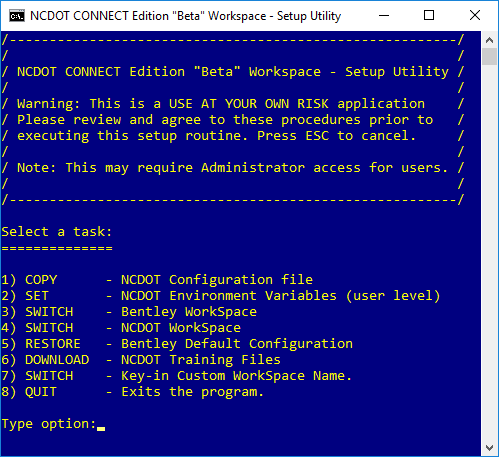 NCDOT CONNECT Edition "Beta" Workspace - Setup Utility
/--------------------------------------------------------/
/                                                        /
/ NCDOT CONNECT Edition "Beta" Workspace - Setup Utility /
/                                                        /
/ Warning: This is a USE AT YOUR OWN RISK application    /
/ Please review and agree to these procedures prior to   /
/ executing this setup routine. Press ESC to cancel.     /
/                                                        /
/ Note: This may require Administrator access for users. /
/                                                        /
/--------------------------------------------------------/
Select a task:
==============
1) COPY      - NCDOT Configuration file
2) SET       - NCDOT Environment Variables (user level)
3) SWITCH    - Bentley WorkSpace
4) SWITCH    - NCDOT WorkSpace
5) RESTORE   - Bentley Default Configuration
6) DOWNLOAD  - NCDOT Training Files
7) SWITCH    - Key-in Custom WorkSpace Name.
8) QUIT      - Exits the program.
Type option: